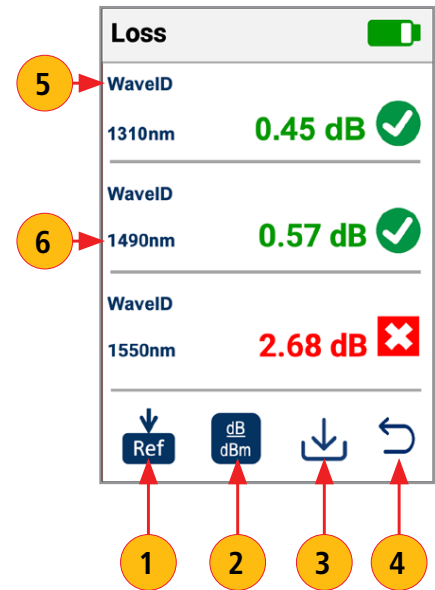 Loss
5
WaveID
1310nm
0.45 dB
WaveID
6
1490nm
0.57 dB
WaveID
1550nm
2.68 dB
Ref
dB
dBm
1
2
3
4